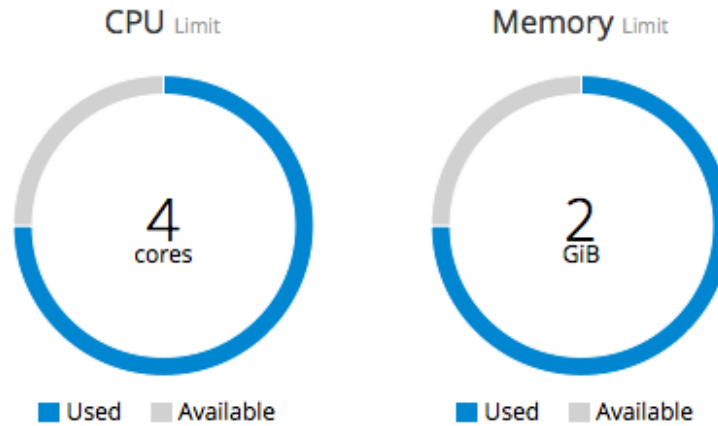 CPU Limit
Memory Limit
4
cores
2
GiB
Used
Available
Used
Available